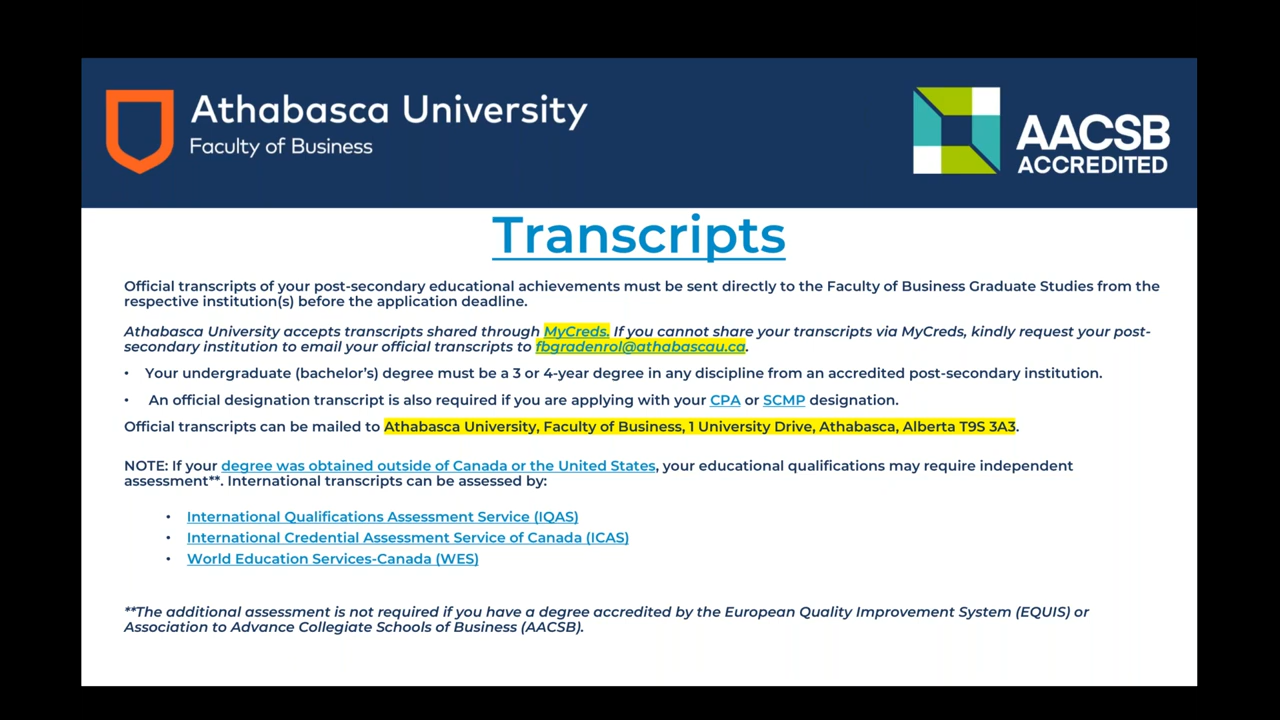 Athabasca University
Faculty of Business
AACSB
ACCREDITED
Transcripts
Official transcripts of your post-secondary educational achievements must be sent directly to the Faculty of Business Graduate Studies from the
respective institution(s) before the application deadline.
Athabasca University accepts transcripts shared through MyCreds. If you cannot share your transcripts via MyCreds, kindly request your post-
secondary institution to email your official transcripts to fbgradenrol@athabascau.ca.
• Your undergraduate (bachelor's) degree must be a 3 or 4-year degree in any discipline from an accredited post-secondary institution.
• An official designation transcript is also required if you are applying with your CPA or SCMP designation.
Official transcripts can be mailed to Athabasca University, Faculty of Business, 1 University Drive, Athabasca, Alberta T9S 3A3.
NOTE: If your degree was obtained outside of Canada or the United States, your educational qualifications may require independent
assessment**. International transcripts can be assessed by:
• International Qualifications Assessment Service (IQAS)
• International Credential Assessment Service of Canada (ICAS)
• World Education Services-Canada (WES)
**The additional assessment is not required if you have a degree accredited by the European Quality Improvement System (EQUIS) or
Association to Advance Collegiate Schools of Business (AACSB).